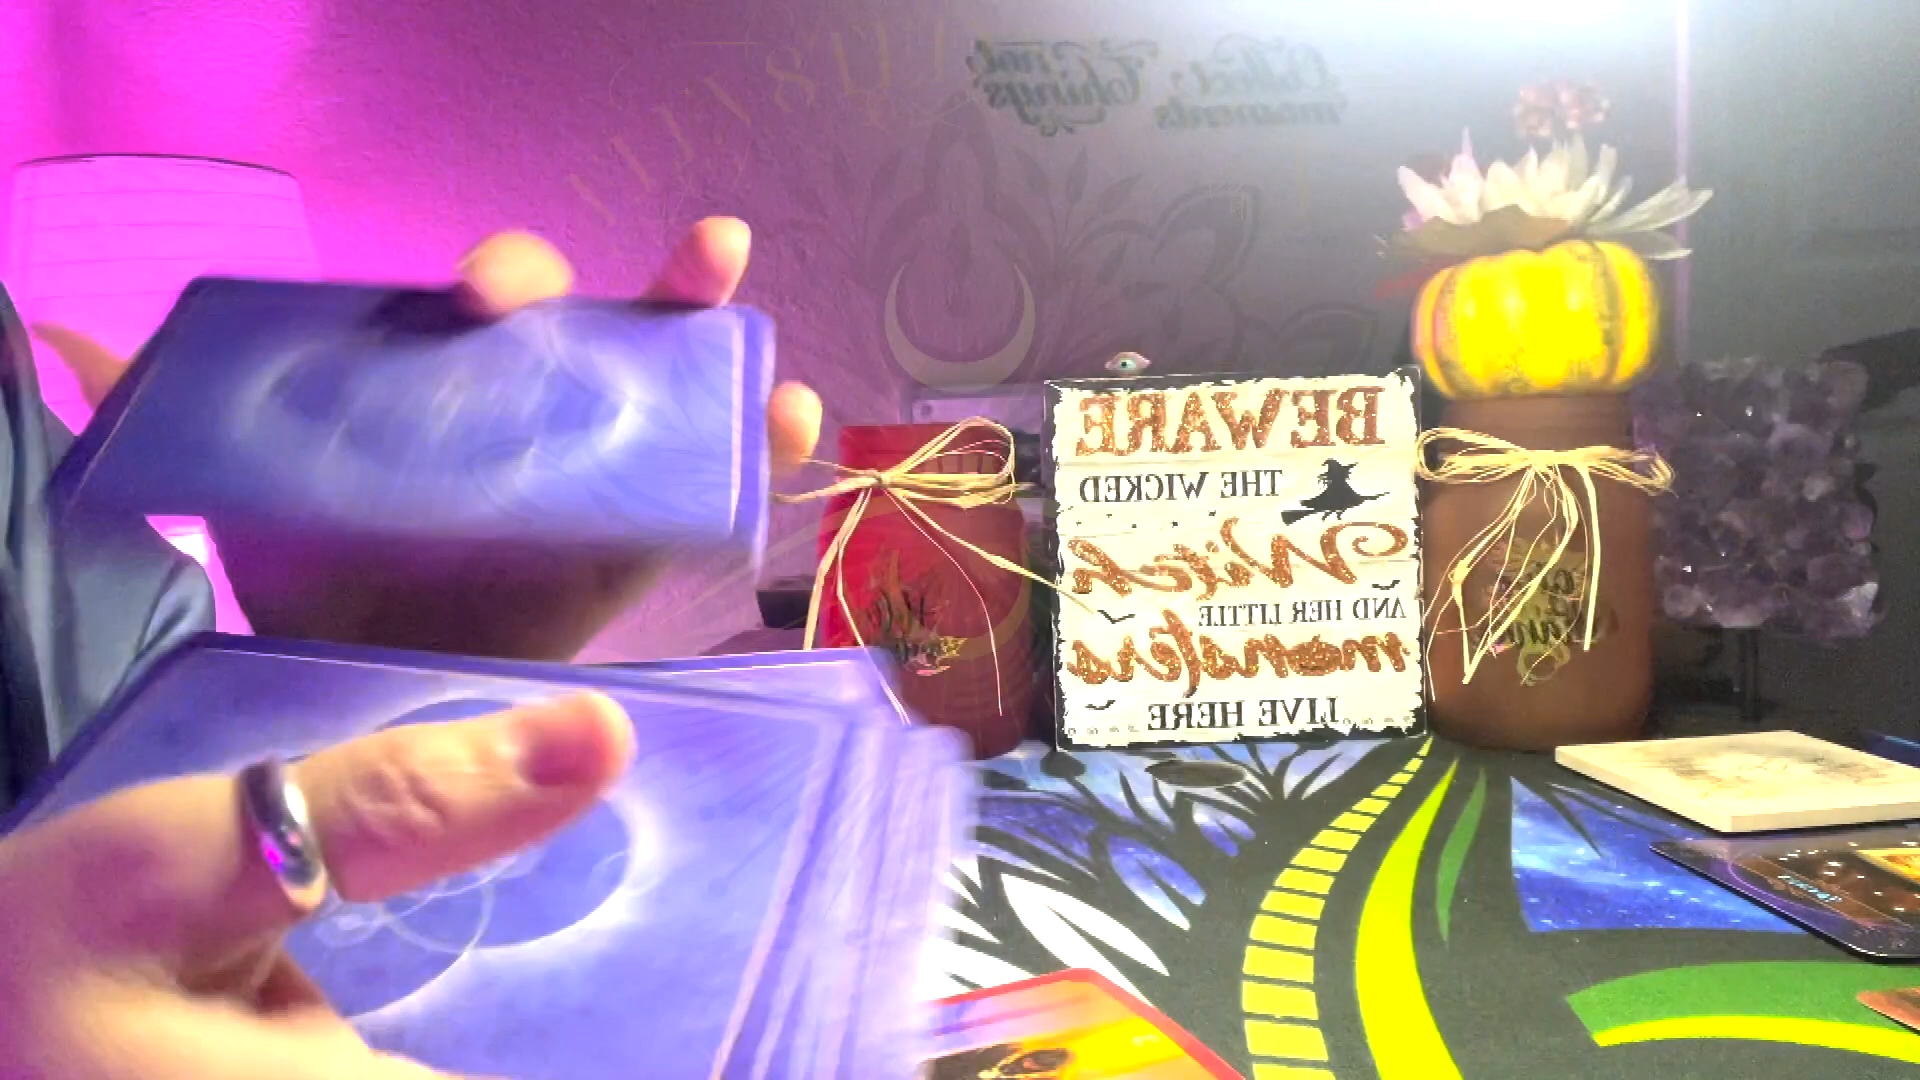 Collect
moments
not
Things
BEWARE
THE WICKED
Witch
AND HER LITTLE
monsters
LIVE HERE